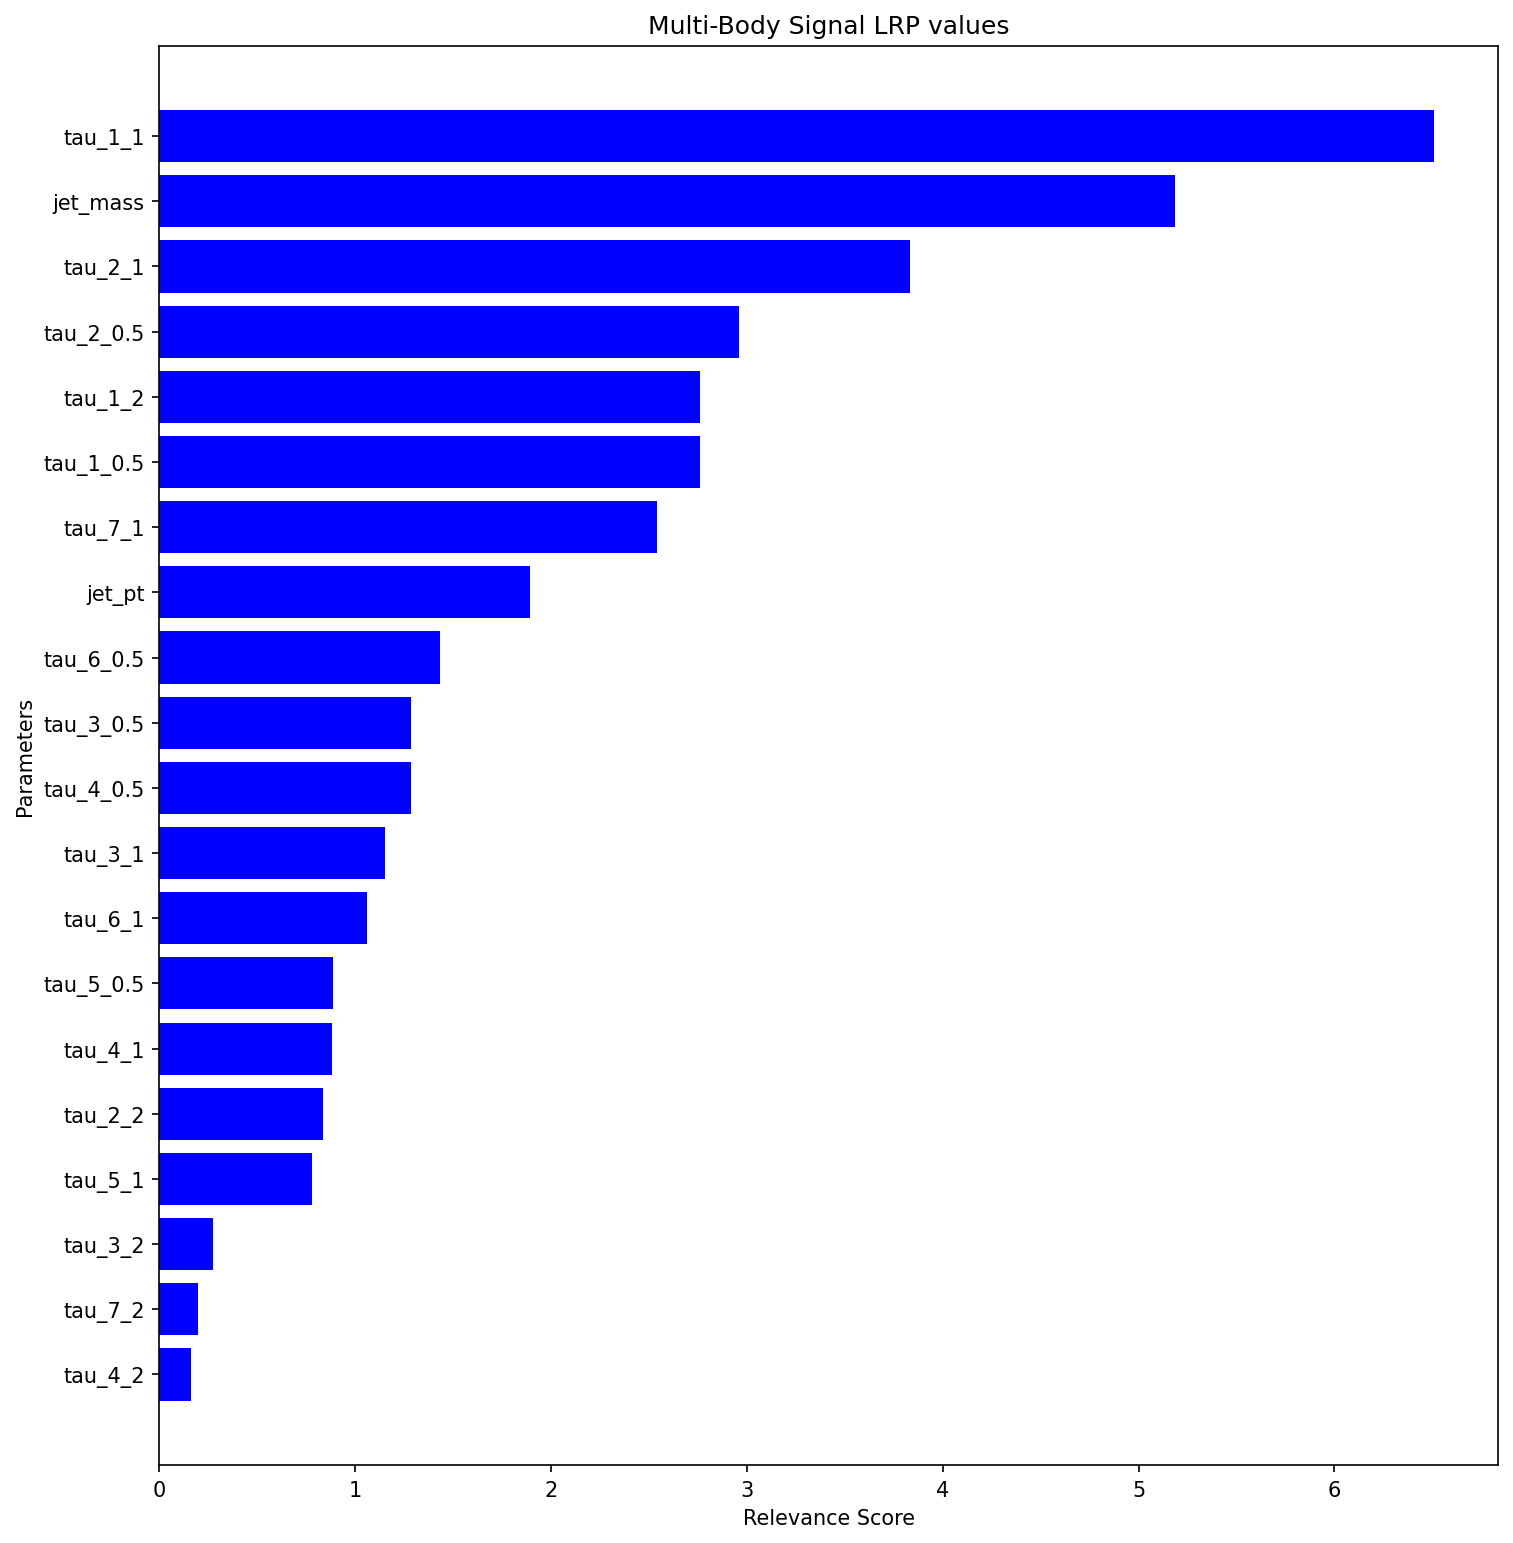 Multi-Body Signal LRP values
Parameters
tau_1_1
jet_mass
tau_2_1
tau_2_0.5
tau_1_2
tau_1_0.5
tau_7_1
jet_pt
tau_6_0.5
tau_3_0.5
tau_4_0.5
tau_3_1
tau_6_1
tau_5_0.5
tau_4_1
tau_2_2
tau_5_1
tau_3_2
tau_7_2
tau_4_2
0 1 2 3 4 5 6
Relevance Score